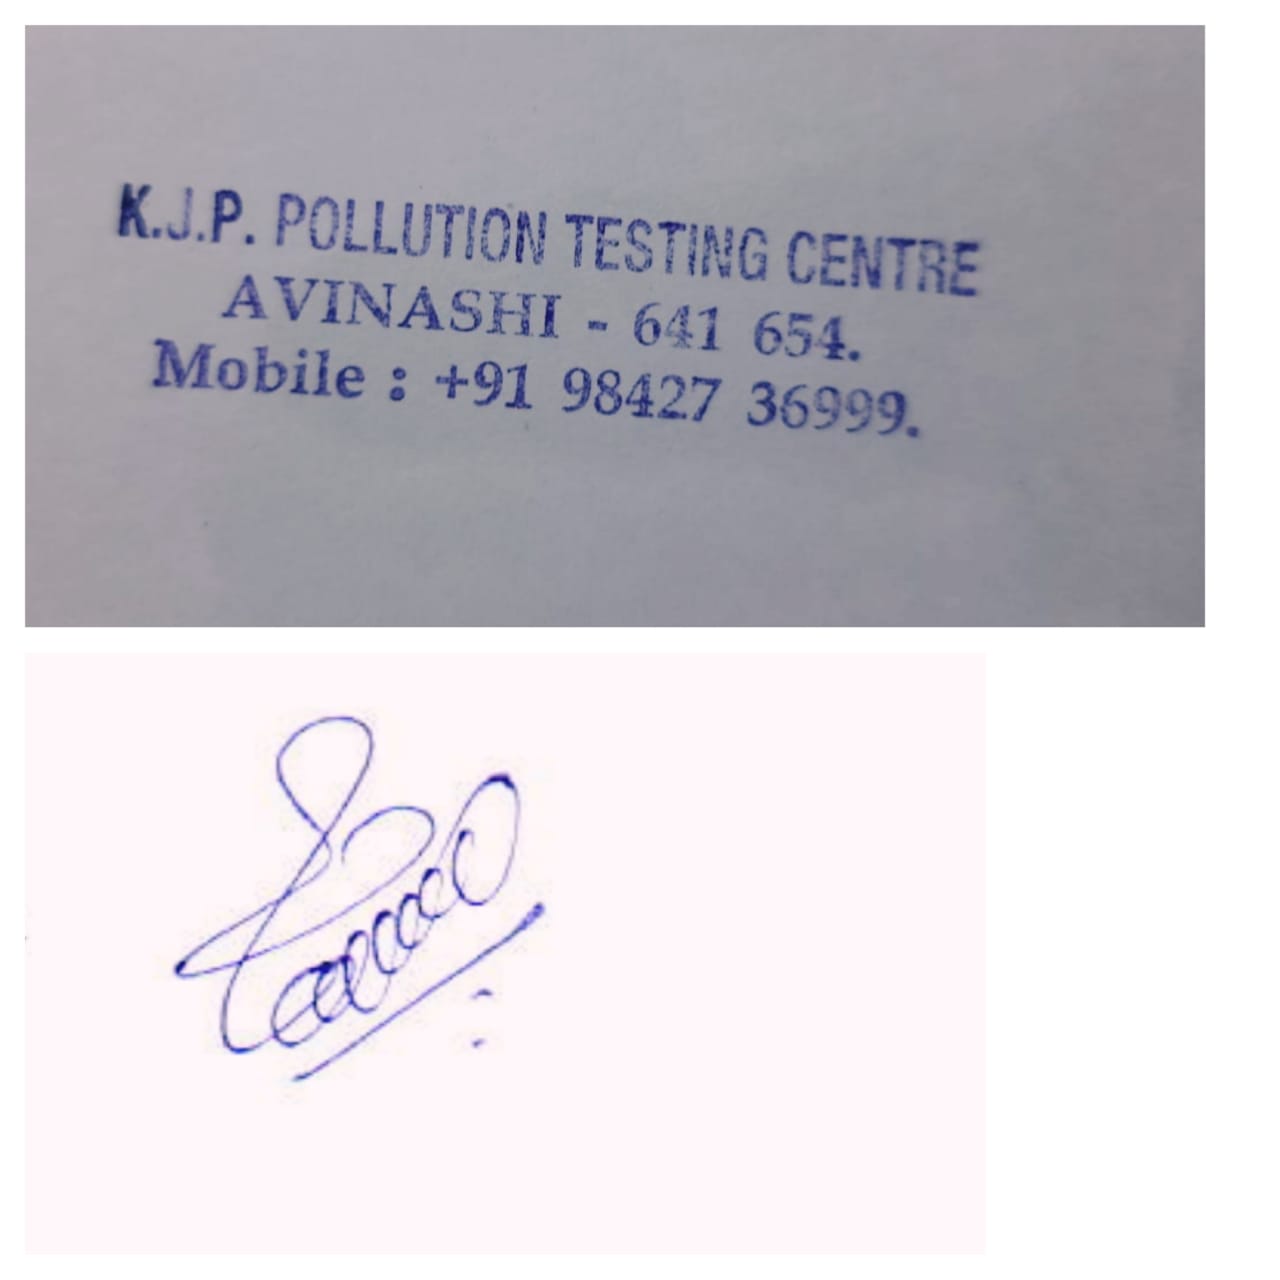 K.J.P. POLLUTION TESTING CENTRE
AVINASHI - 641 654.
Mobile : +91 98427 36999.